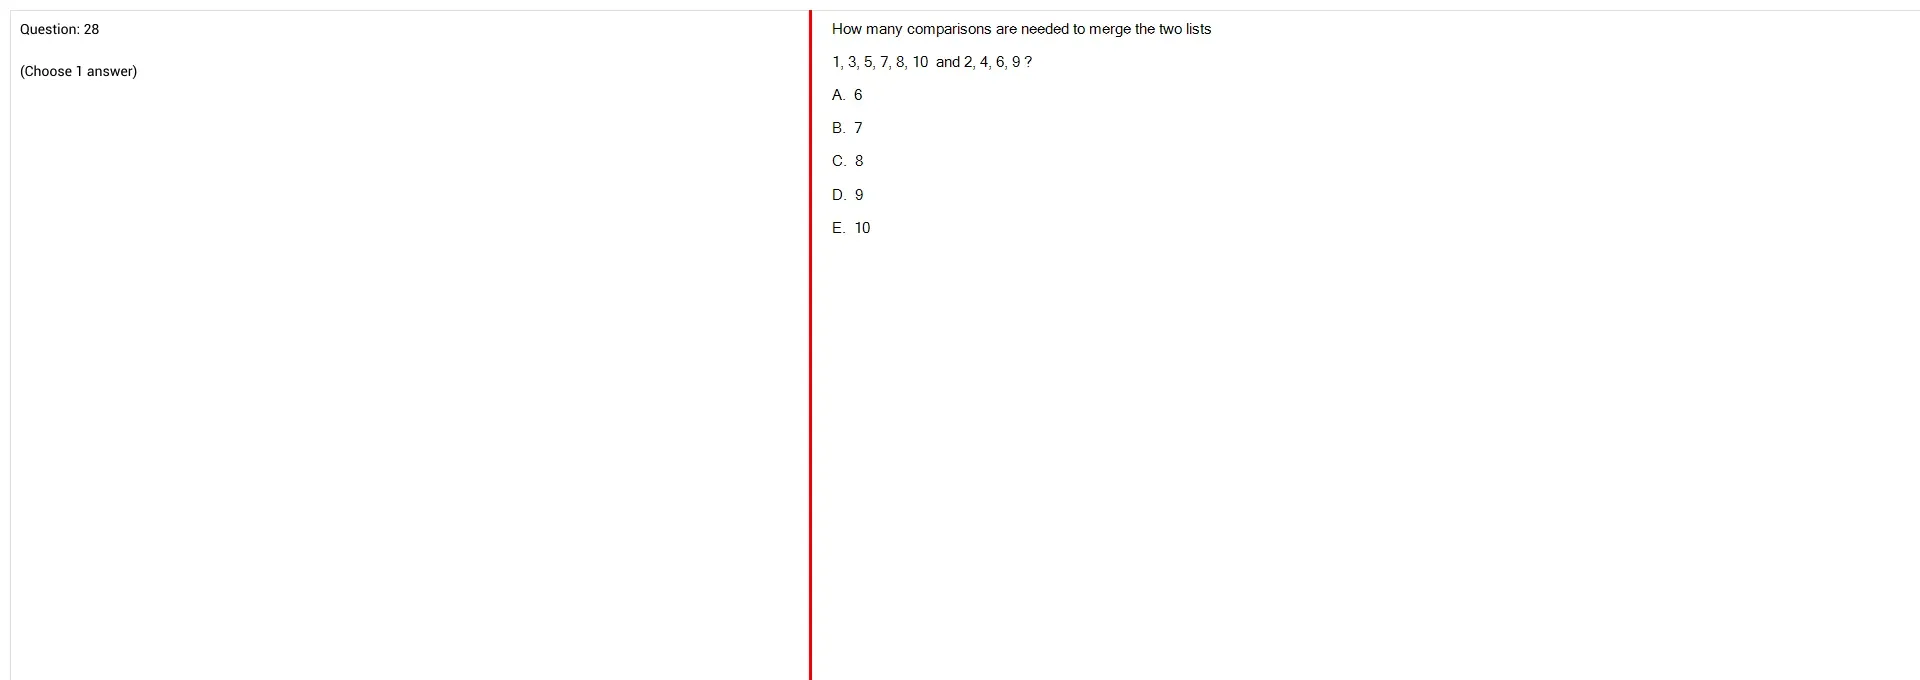 Question: 28
(Choose 1 answer)
How many comparisons are needed to merge the two lists
1, 3, 5, 7, 8, 10 and 2, 4, 6, 9 ?
A. 6
B. 7
C. 8
D. 9
E. 10